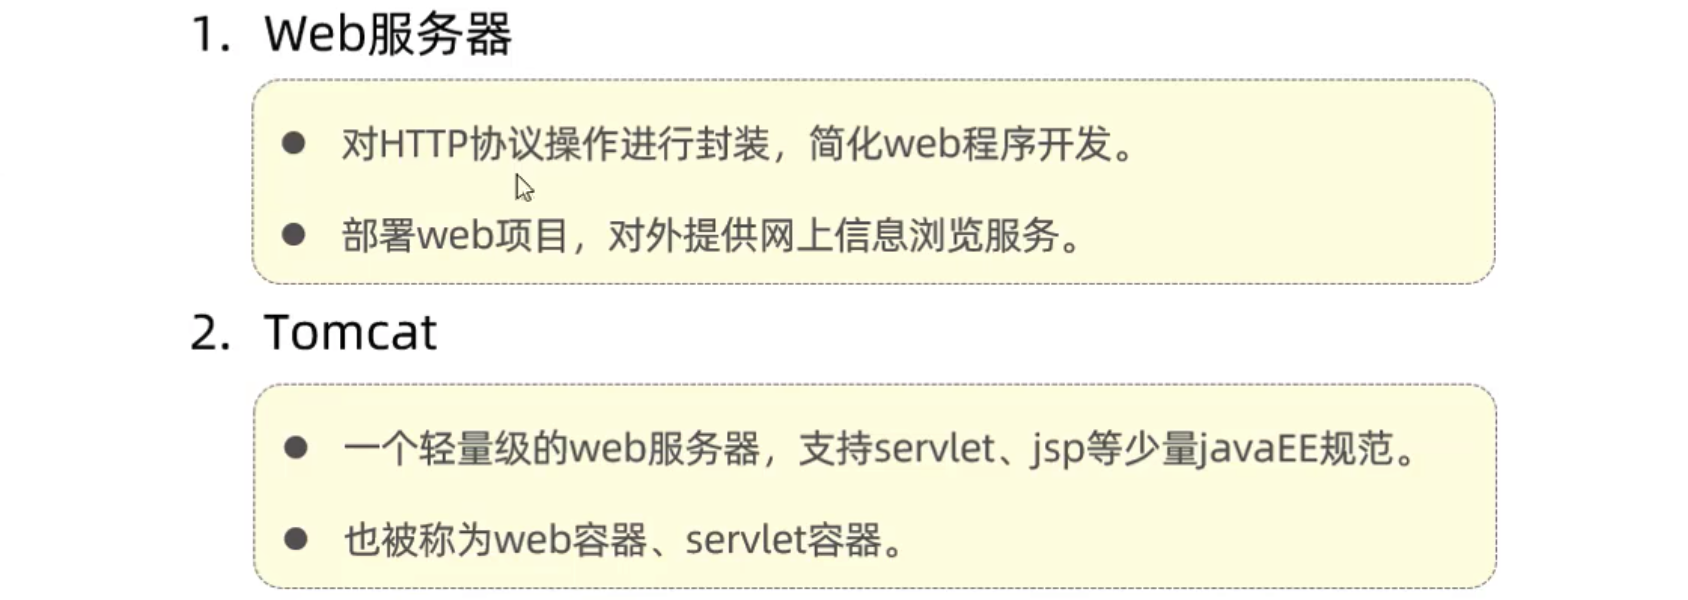 1. Web服务器
● 对HTTP协议操作进行封装，简化web程序开发。
● 部署web项目，对外提供网上信息浏览服务。
2. Tomcat
● 一个轻量级的web服务器，支持servlet、jsp等少量javaEE规范。
● 也被称为web容器、servlet容器。